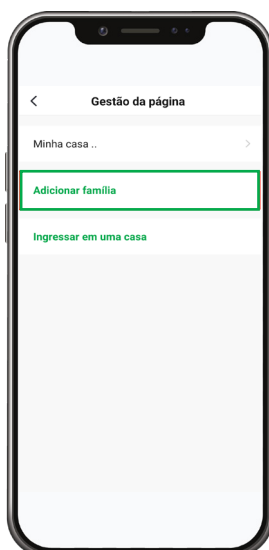 Gestão da página
Minha casa ..
Adicionar família
Ingressar em uma casa